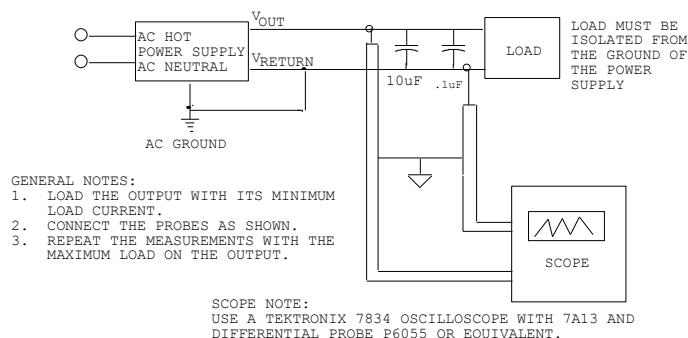 V OUT
AC HOT
POWER SUPPLY
AC NEUTRAL
V RETURN
10uF
.1uF
LOAD
LOAD MUST BE
ISOLATED FROM
THE GROUND OF
THE POWER
SUPPLY
AC GROUND
GENERAL NOTES:
1. LOAD THE OUTPUT WITH ITS MINIMUM
LOAD CURRENT.
2. CONNECT THE PROBES AS SHOWN.
3. REPEAT THE MEASUREMENTS WITH THE
MAXIMUM LOAD ON THE OUTPUT.
SCOPE
SCOPE NOTE:
USE A TEKTRONIX 7834 OSCILLOSCOPE WITH 7A13 AND
DIFFERENTIAL PROBE P6055 OR EQUIVALENT.